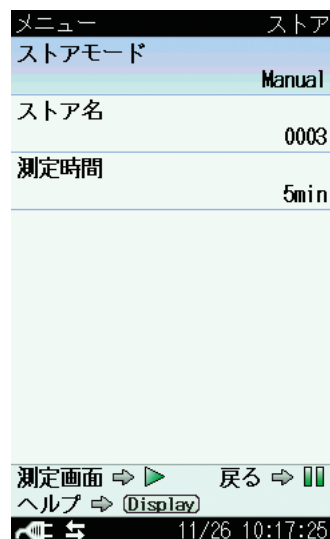 メニュー ストア
ストアモード
Manual
ストア名
0003
測定時間
5min
測定画面 ⇨ ▶ 戻る ⇨ ❚❚
ヘルプ ⇨ Display
11/26 10:17:25